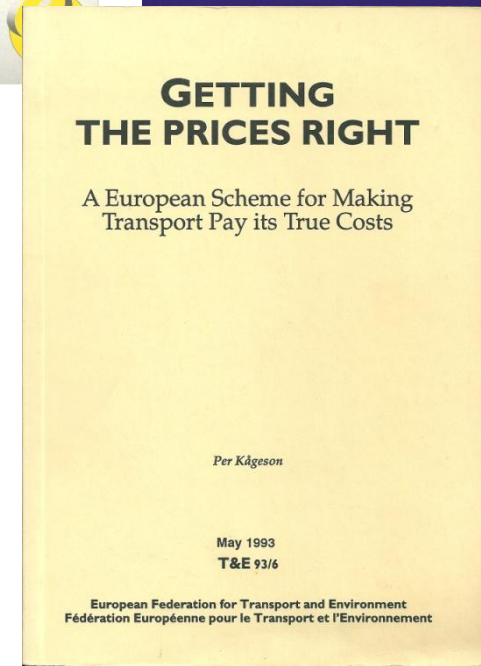 GETTING
THE PRICES RIGHT
A European Scheme for Making
Transport Pay its True Costs
Per Kågeson
May 1993
T&E 93/6
European Federation for Transport and Environment
Fédération Européenne pour le Transport et l'Environnement